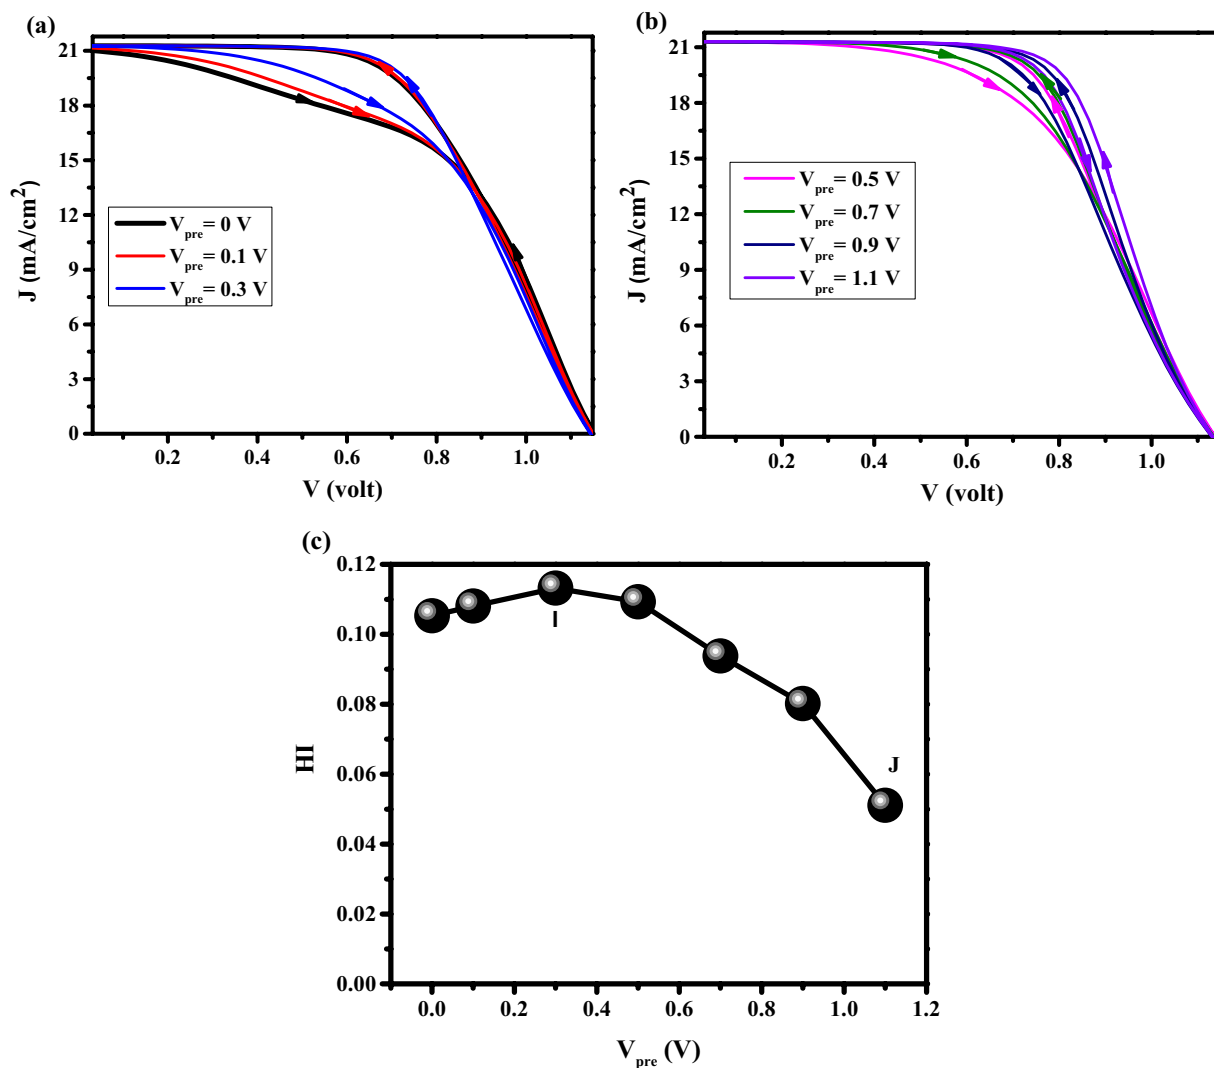 (a)
J (mA/cm²)
21
18
15
12
9
6
3
0
0.2 0.4 0.6 0.8 1.0
V (volt)
Vpre= 0 V
Vpre= 0.1 V
Vpre= 0.3 V
(b)
J (mA/cm²)
21
18
15
12
9
6
3
0
0.2 0.4 0.6 0.8 1.0
V (volt)
Vpre= 0.5 V
Vpre= 0.7 V
Vpre= 0.9 V
Vpre= 1.1 V
(c)
HI
0.12
0.10
0.08
0.06
0.04
0.02
0.00
I
J
0.0 0.2 0.4 0.6 0.8 1.0 1.2
Vpre (V)